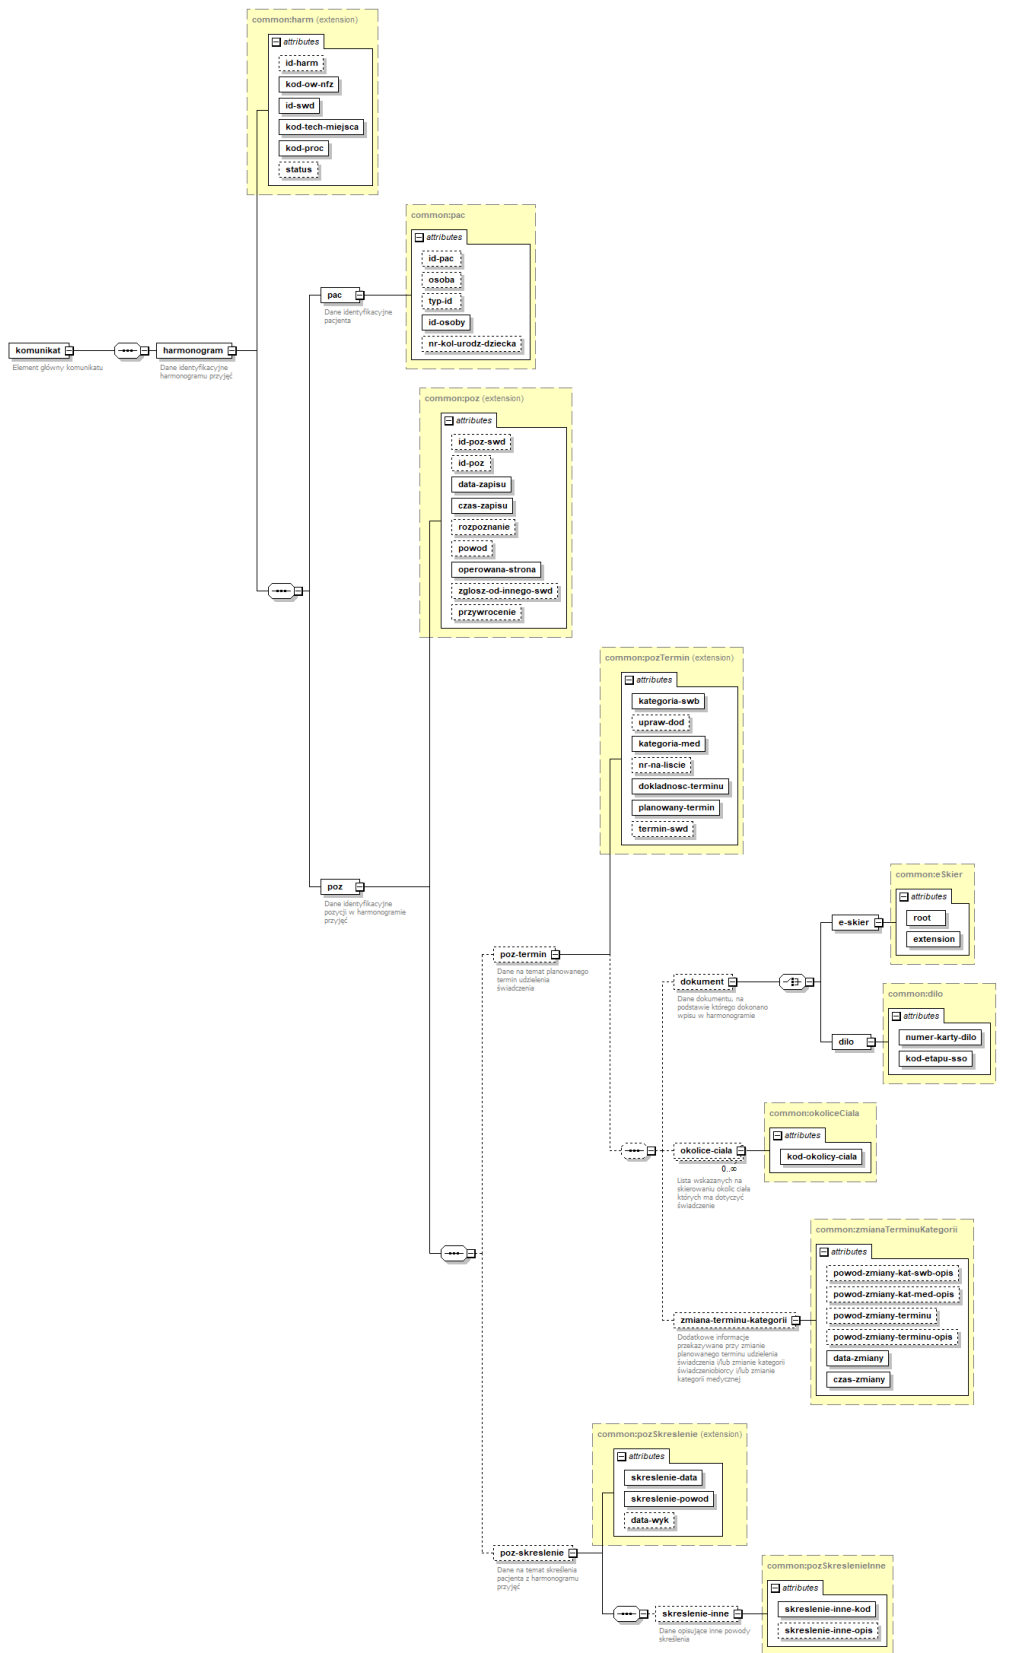 common:harm (extension)
attributes
id-harm
kod-ow-nfz
id-swd
kod-tech-miejsca
kod-proc
status
common:pac
attributes
id-pac
osoba
typ-id
id-osoby
nr-kol-urodz-dziecka
pac
Dane identyfikacyjne
pacjenta
komunikat
Element główny komunikatu
harmonogram
Dane identyfikacyjne
harmonogramu przyjęć
common:poz (extension)
attributes
id-poz-swd
id-poz
data-zapisu
czas-zapisu
rozpoznanie
powod
operowana-strona
zglosz-od-innego-swd
przywrocenie
common:pozTermin (extension)
attributes
kategoria-swb
upraw-dod
kategoria-med
nr-na-liscie
dokladnosc-terminu
planowany-termin
termin-swd
poz
Dane identyfikacyjne
pozycji w harmonogramie
przyjęć
common:eSkier
attributes
root
extension
e-skier
poz-termin
Dane na temat planowanego
termin udzielenia
świadczenia
dokument
Dane dokumentu, na
podstawie którego dokonano
wpisu w harmonogramie
common:dilo
attributes
numer-karty-dilo
kod-etapu-sso
dilo
common:okoliceCiala
attributes
kod-okolicy-ciala
okolice-ciala
0..∞
Lista wskazanych na
skierowaniu okolic ciała
których ma dotyczyć
świadczenie
common:zmianaTerminuKategorii
attributes
powod-zmiany-kat-swb-opis
powod-zmiany-kat-med-opis
powod-zmiany-terminu
powod-zmiany-terminu-opis
data-zmiany
czas-zmiany
zmiana-terminu-kategorii
Dodatkowe informacje
przekazywane przy zmianie
planowanego terminu udzielenia
świadczenia i/lub zmianie kategorii
świadczeniobiorcy i/lub zmianie
kategorii medycznej
common:pozSkreslenie (extension)
attributes
skreslenie-data
skreslenie-powod
data-wyk
poz-skreslenie
Dane na temat skreślenia
pacjenta z harmonogramu
przyjęć
common:pozSkreslenieInne
attributes
skreslenie-inne-kod
skreslenie-inne-opis
skreslenie-inne
Dane opisujące inne powody
skreślenia